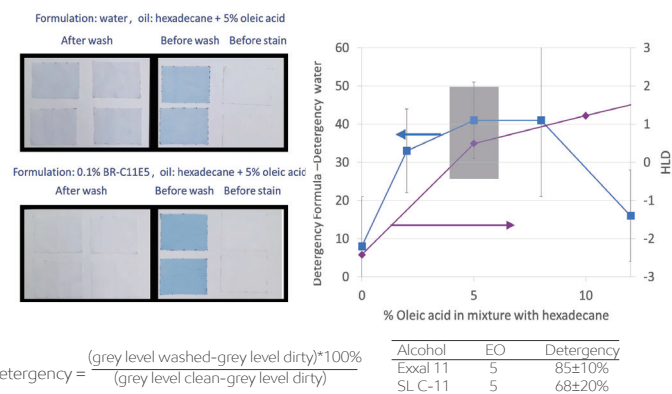 Formulation: water, oil: hexadecane + 5% oleic acid
After wash Before wash Before stain
Formulation: 0.1% BR-C11E5, oil: hexadecane + 5% oleic acid
After wash Before wash Before stain
Detergency Formula –Detergency water
60
50
40
30
20
10
0
3
2
1
0
-1
-2
-3
HLD
0 5 10
% Oleic acid in mixture with hexadecane
etergency = (grey level washed-grey level dirty)*100%
(grey level clean-grey level dirty)
Alcohol EO Detergency
Exxal 11 5 85±10%
SL C-11 5 68±20%